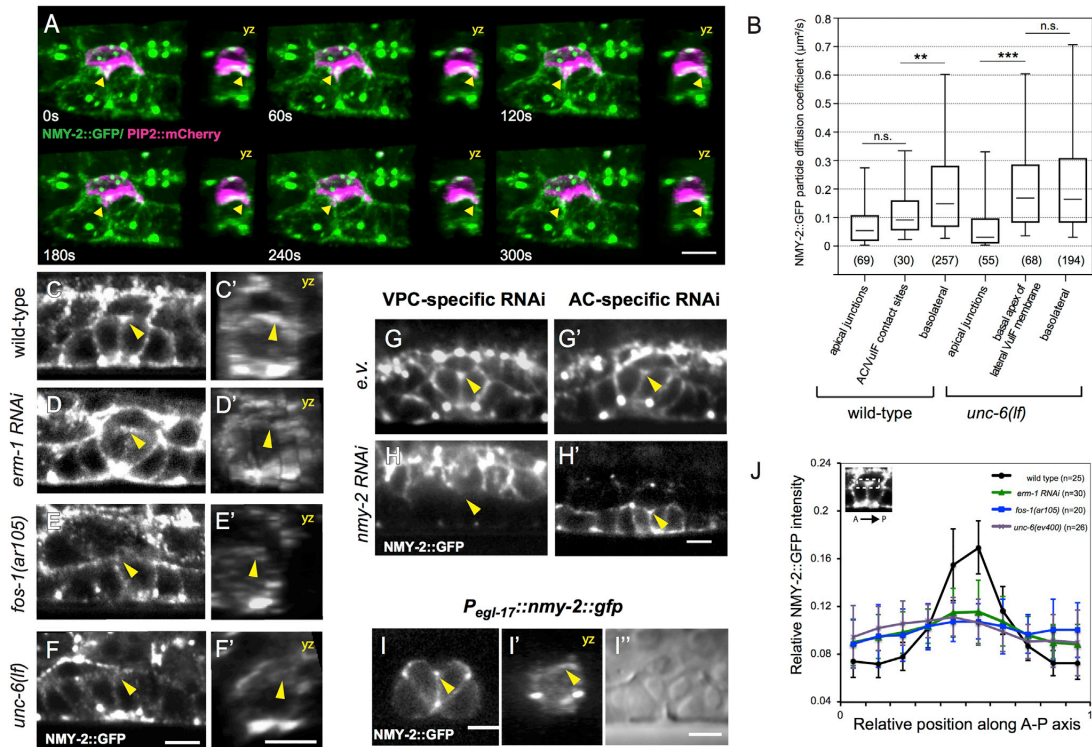 A
yz
yz
yz
0s
60s
120s
NMY-2::GFP/ PIP2::mCherry
yz
yz
yz
180s
240s
300s
B
NMY-2::GFP particle diffusion coefficient (µm²/s)
0.8
0.7
0.6
0.5
0.4
0.3
0.2
0.1
0
n.s.
**
***
n.s.
(69)
(30)
(257)
(55)
(68)
(194)
apical junctions
AC/VulF contact sites
basolateral
apical junctions
basal apex of
lateral VulF membrane
basolateral
wild-type
unc-6(lf)
wild-type
C
C'
yz
erm-1 RNAi
D
D'
yz
fos-1(ar105)
E
E'
yz
unc-6(lf)
F
F'
yz
NMY-2::GFP
VPC-specific RNAi
AC-specific RNAi
e.v.
G
G'
nmy-2 RNAi
H
H'
NMY-2::GFP
Pegl-17::nmy-2::gfp
I
I'
yz
I''
NMY-2::GFP
J
Relative NMY-2::GFP intensity
0.24
0.20
0.16
0.12
0.08
0.04
A
P
wild type (n=25)
erm-1 RNAi (n=30)
fos-1(ar105) (n=20)
unc-6(ev400) (n=26)
0
1
Relative position along A-P axis